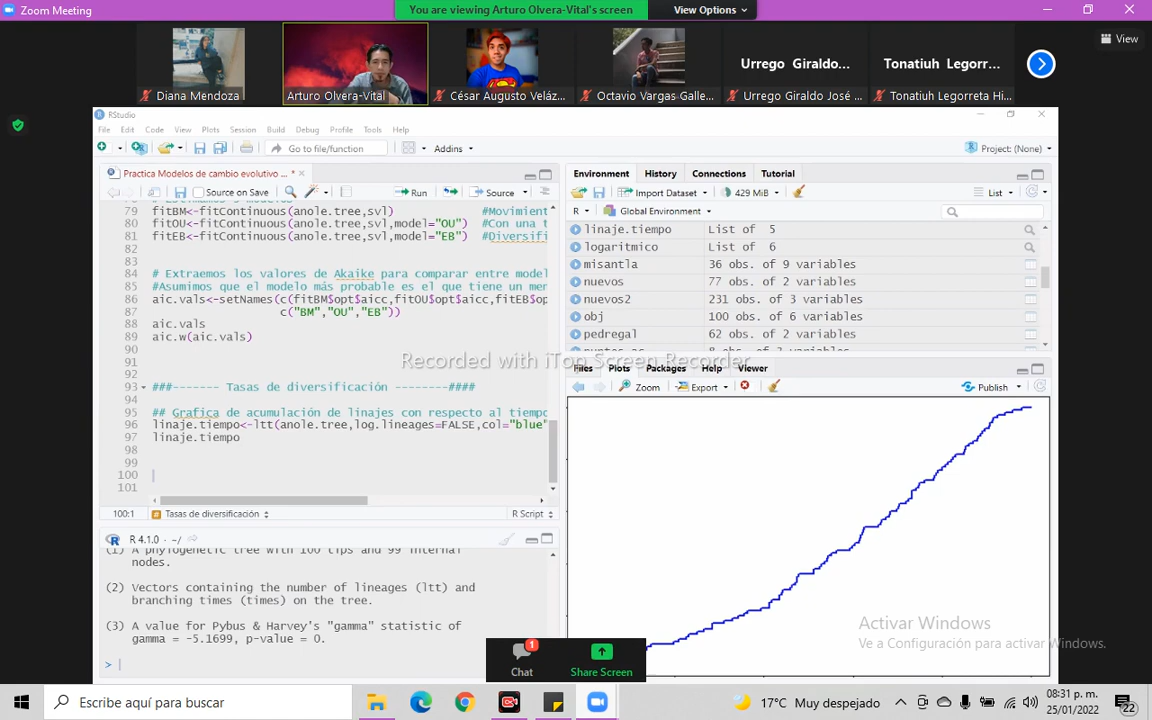 Zoom Meeting
You are viewing Arturo Olvera-Vital's screen
View Options
View
Diana Mendoza
Arturo Olvera-Vital
César Augusto Veláz...
Octavio Vargas-Galle...
Urrego Giraldo...
Urrego Giraldo José ...
Tonatiuh Legorr...
Tonatiuh Legorreta Hi...
RStudio
File Edit Code View Plots Session Build Debug Profile Tools Help
Go to file/function
Addins
Project: (None)
Practica Modelos de cambio evolutivo ... *
Source on Save
Run
Source
79 fitBM<-fitContinuous(anole.tree,svl) #Movimient
80 fitOU<-fitContinuous(anole.tree,svl,model="OU") #Con una t
81 fitEB<-fitContinuous(anole.tree,svl,model="EB") #Diversifi
82
83
84 # Extraemos los valores de Akaike para comparar entre model
85 #Asumimos que el modelo más probable es el que tiene un men
86 aic.vals<-setNames(c(fitBM$opt$aicc,fitOU$opt$aicc,fitEB$op
87 c("BM","OU","EB"))
88 aic.vals
89 aic.w(aic.vals)
90
91
92
93 ###------- Tasas de diversificación --------####
94
95 ## Grafica de acumulación de linajes con respecto al tiempo
96 linaje.tiempo<-ltt(anole.tree,log.lineages=FALSE,col="blue"
97 linaje.tiempo
98
99
100
101
100:1
Tasas de diversificación
R Script
R 4.1.0 · ~/
(1) A phylogenetic tree with 100 tips and 99 internal
nodes.
(2) Vectors containing the number of lineages (ltt) and
branching times (times) on the tree.
(3) A value for Pybus & Harvey's "gamma" statistic of
gamma = -5.1699, p-value = 0.
>
Environment History Connections Tutorial
Import Dataset
429 MiB
List
R
Global Environment
linaje.tiempo List of 5
logaritmico List of 6
misantla 36 obs. of 9 variables
nuevos 77 obs. of 2 variables
nuevos2 231 obs. of 3 variables
obj 100 obs. of 6 variables
pedregal 62 obs. of 2 variables
Recorded with iTop Screen Recorder
Files Plots Packages Help Viewer
Zoom
Export
Publish
Activar Windows
Ve a Configuración para activar Windows.
1
Chat
Share Screen
Escribe aquí para buscar
17°C Muy despejado
08:31 p. m.
25/01/2022
22